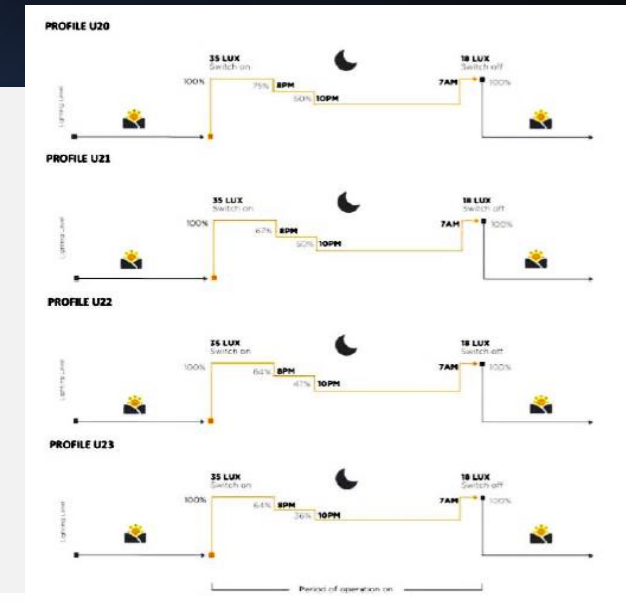 PROFILE U20
35 LUX
Switch on
18 LUX
Switch off
100%
75%
8PM
7AM
100%
50%
10PM
Lighting Level
PROFILE U21
35 LUX
Switch on
18 LUX
Switch off
100%
67%
8PM
7AM
100%
50%
10PM
Lighting Level
PROFILE U22
35 LUX
Switch on
18 LUX
Switch off
100%
64%
8PM
7AM
100%
47%
10PM
Lighting Level
PROFILE U23
35 LUX
Switch on
18 LUX
Switch off
100%
64%
8PM
7AM
100%
36%
10PM
Lighting Level
Period of operation on